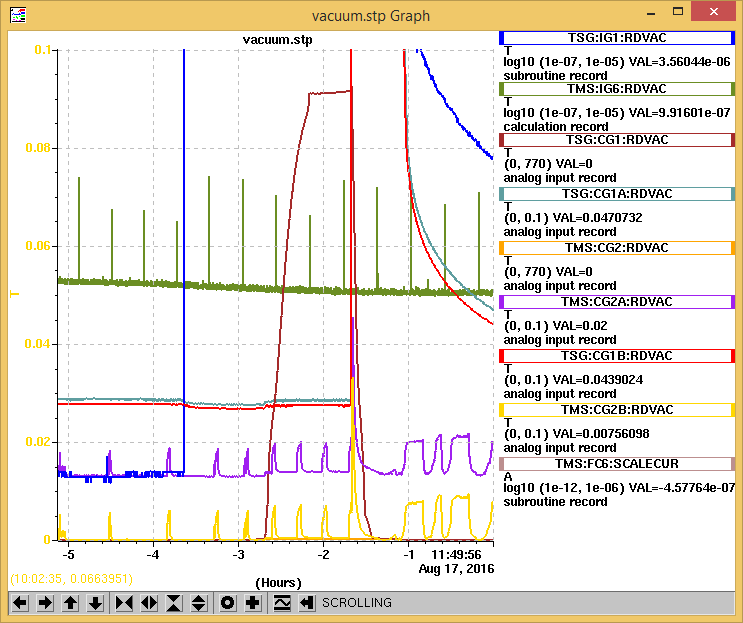 vacuum.stp Graph
vacuum.stp
0.1
0.08
0.06
T
0.04
0.02
0
-5
-4
-3
-2
-1
11:49:56
Aug 17, 2016
(10:02:35, 0.0663951)
(Hours)
TSG:IG1:RDVAC
T
log10 (1e-07, 1e-05) VAL=3.56044e-06
subroutine record
TMS:IG6:RDVAC
T
log10 (1e-07, 1e-05) VAL=9.91601e-07
calculation record
TSG:CG1:RDVAC
T
(0, 770) VAL=0
analog input record
TSG:CG1A:RDVAC
T
(0, 0.1) VAL=0.0470732
analog input record
TMS:CG2:RDVAC
T
(0, 770) VAL=0
analog input record
TMS:CG2A:RDVAC
T
(0, 0.1) VAL=0.02
analog input record
TSG:CG1B:RDVAC
T
(0, 0.1) VAL=0.0439024
analog input record
TMS:CG2B:RDVAC
T
(0, 0.1) VAL=0.00756098
analog input record
TMS:FC6:SCALECUR
A
log10 (1e-12, 1e-06) VAL=-4.57764e-07
subroutine record
SCROLLING